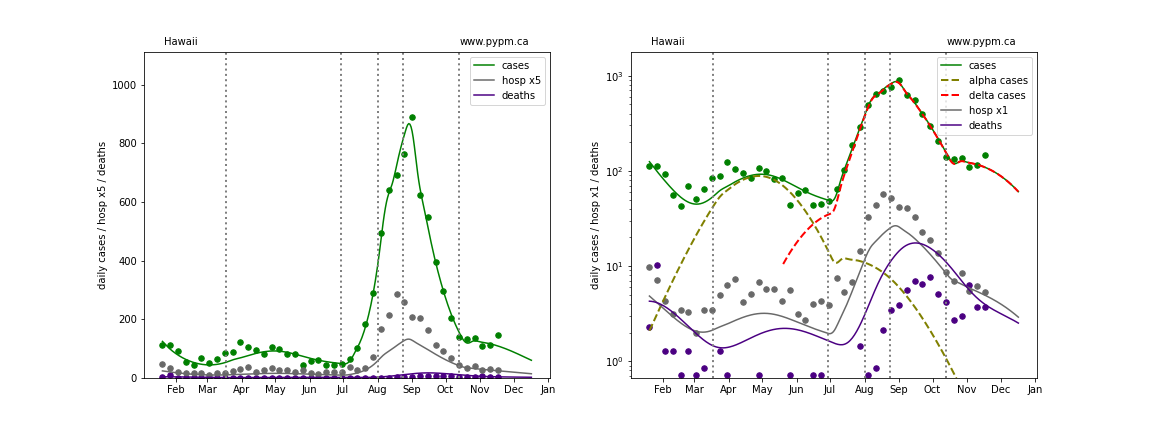 Hawaii
www.pypm.ca
daily cases / hosp x5 / deaths
1000
800
600
400
200
0
cases
hosp x5
deaths
Feb Mar Apr May Jun Jul Aug Sep Oct Nov Dec Jan
Hawaii
www.pypm.ca
daily cases / hosp x1 / deaths
10³
10²
10¹
10⁰
cases
alpha cases
delta cases
hosp x1
deaths
Feb Mar Apr May Jun Jul Aug Sep Oct Nov Dec Jan